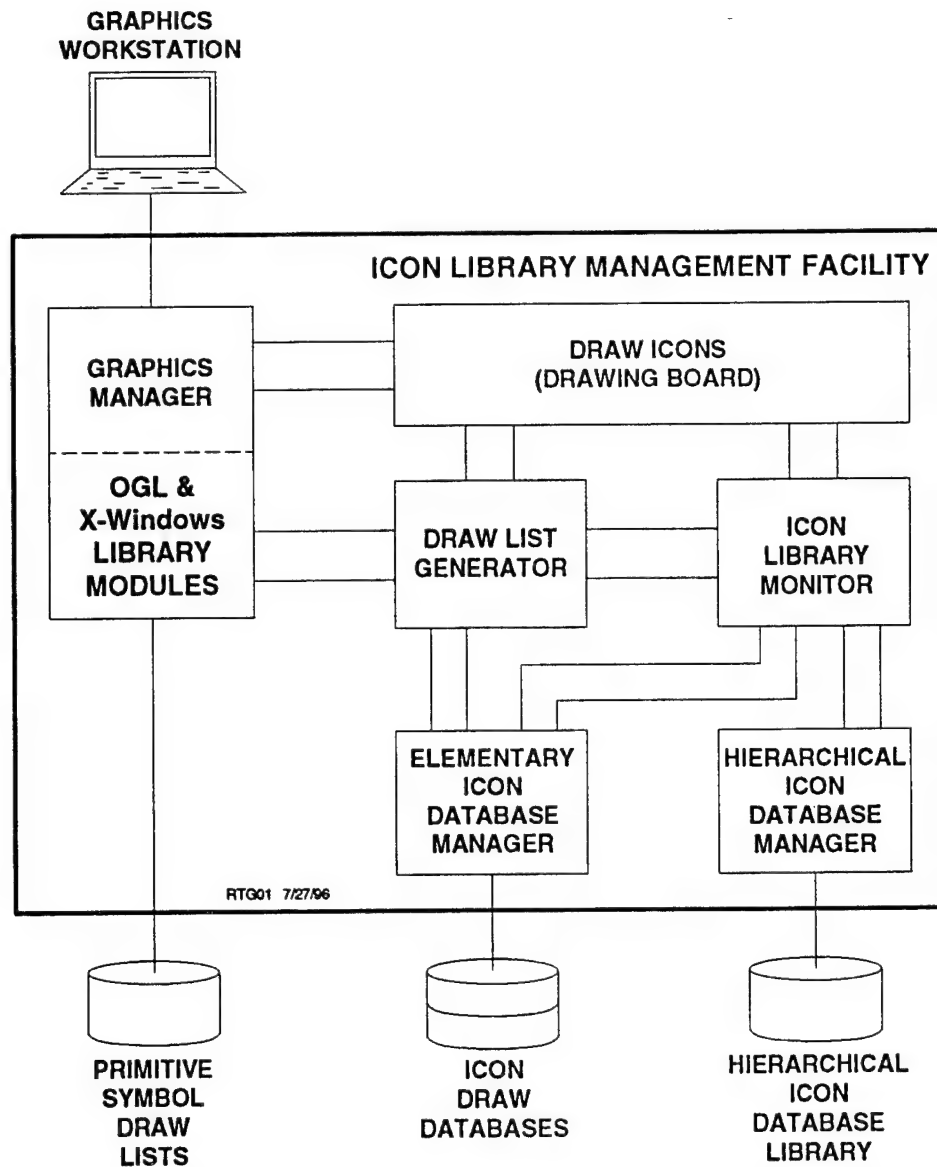 GRAPHICS
WORKSTATION
ICON LIBRARY MANAGEMENT FACILITY
GRAPHICS
MANAGER
DRAW ICONS
(DRAWING BOARD)
OGL &
X-Windows
LIBRARY
MODULES
DRAW LIST
GENERATOR
ICON
LIBRARY
MONITOR
ELEMENTARY
ICON
DATABASE
MANAGER
HIERARCHICAL
ICON
DATABASE
MANAGER
RTG01 7/27/96
PRIMITIVE
SYMBOL
DRAW
LISTS
ICON
DRAW
DATABASES
HIERARCHICAL
ICON
DATABASE
LIBRARY